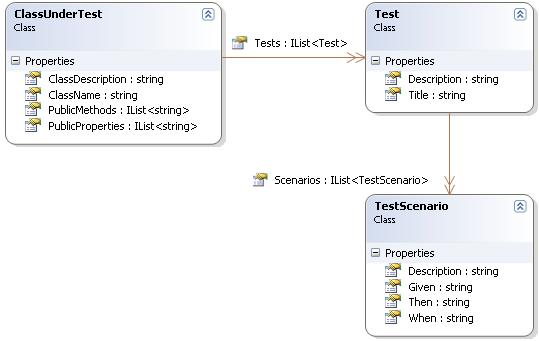 ClassUnderTest
Class
Properties
ClassDescription : string
ClassName : string
PublicMethods : IList<string>
PublicProperties : IList<string>
Tests : IList<Test>
Test
Class
Properties
Description : string
Title : string
Scenarios : IList<TestScenario>
TestScenario
Class
Properties
Description : string
Given : string
Then : string
When : string